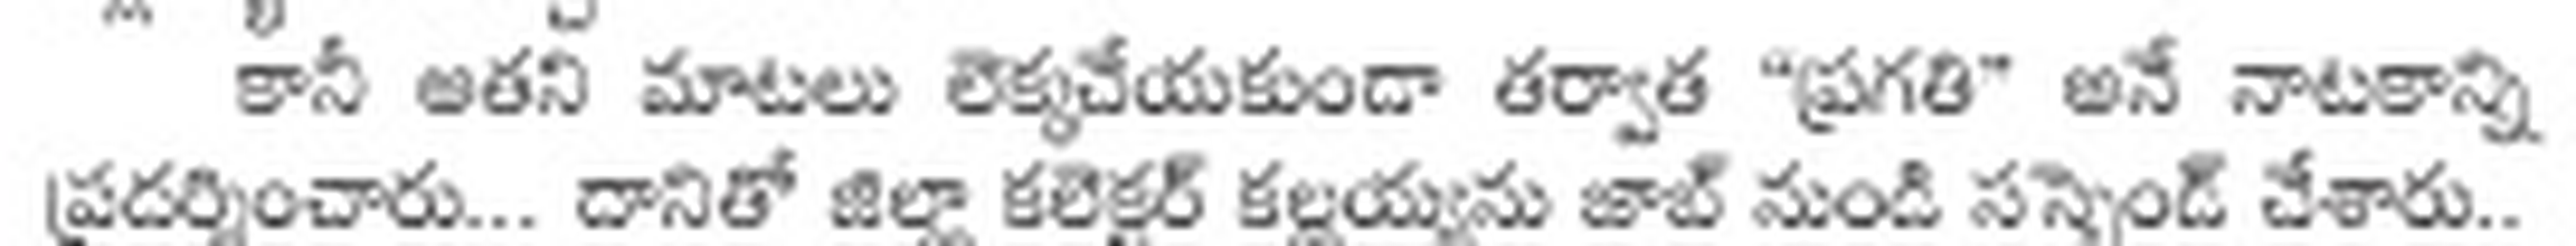 కానీ అతని మాటలు లెక్కచేయకుండా తర్వాత “ప్రగతి” అనే నాటకాన్ని
ప్రదర్శించారు... దానితో జిల్లా కలెక్టర్ కల్లయ్యను జాబ్ నుండి సస్పెండ్ చేశారు..